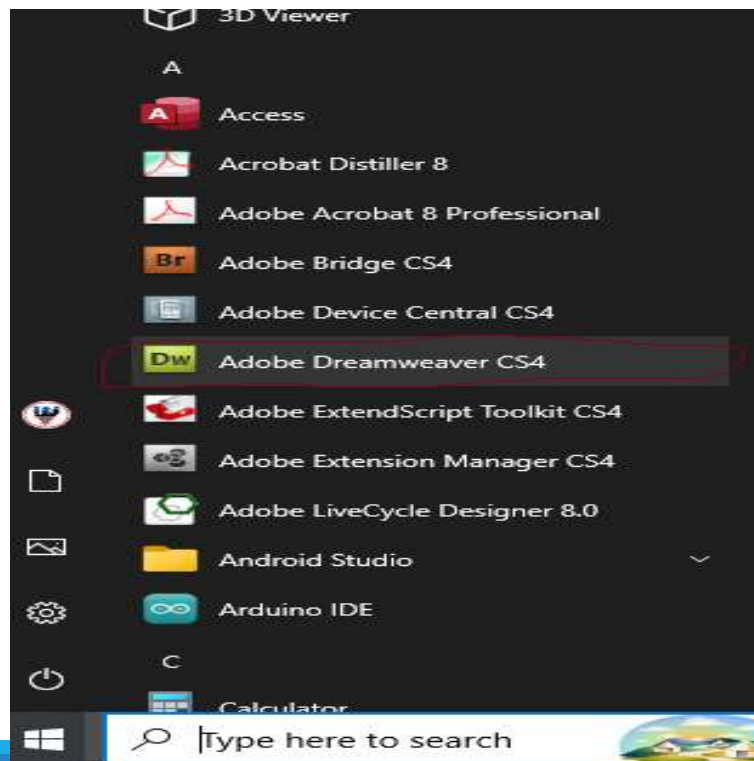 3D Viewer
A
A Access
Acrobat Distiller 8
Adobe Acrobat 8 Professional
Br Adobe Bridge CS4
Adobe Device Central CS4
Dw Adobe Dreamweaver CS4
Adobe ExtendScript Toolkit CS4
Adobe Extension Manager CS4
Adobe LiveCycle Designer 8.0
Android Studio
Arduino IDE
C
Calculator
Type here to search